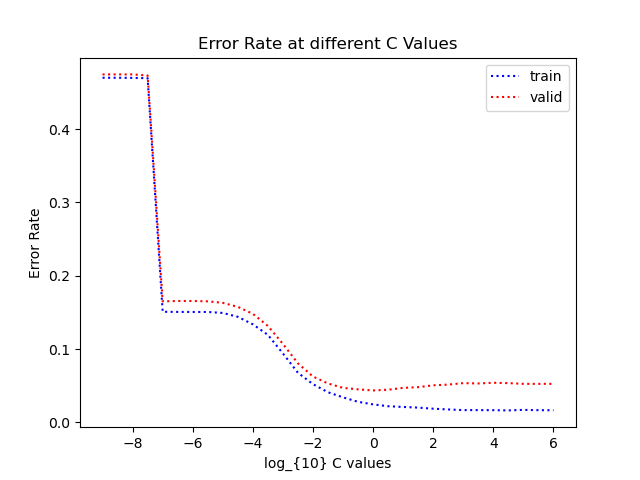 Error Rate at different C Values
train
valid
Error Rate
0.4
0.3
0.2
0.1
0.0
−8 −6 −4 −2 0 2 4 6
log_{10} C values